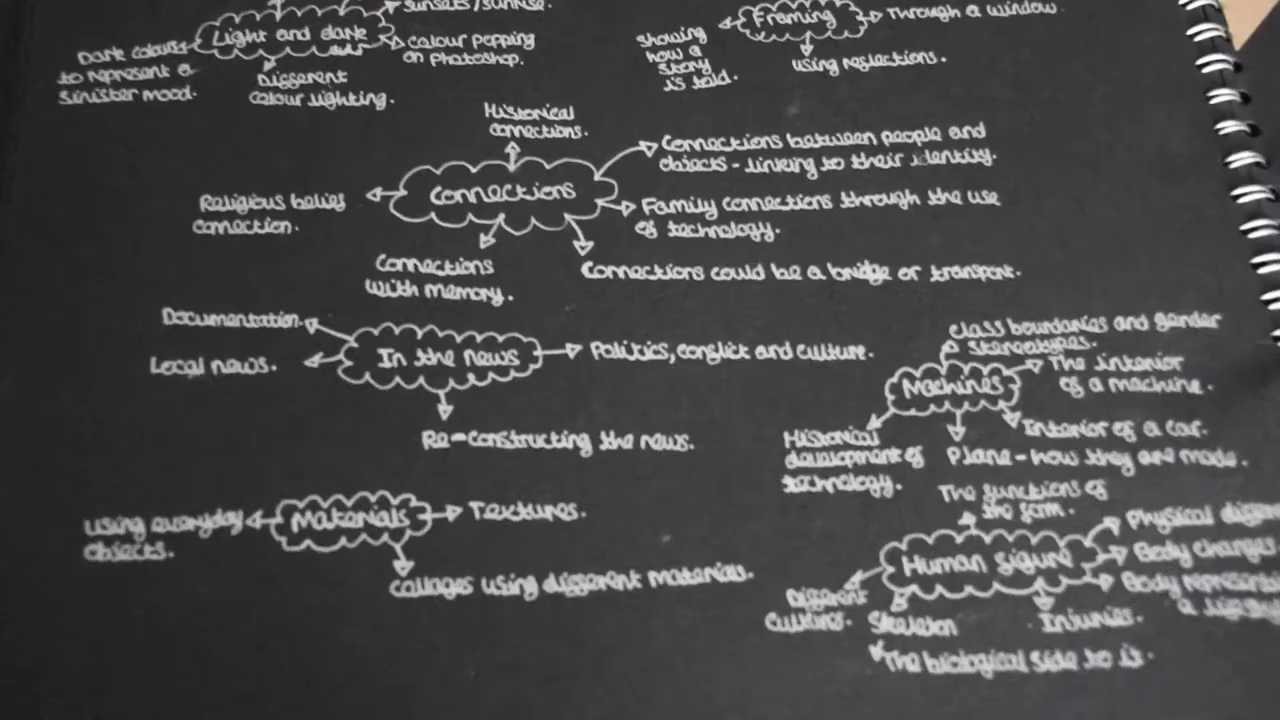 sunsets/sunrise.
Light and dark
Dark colours
to represent a
sinister mood.
Different
colour lighting.
colour popping
on Photoshop.
Framing
Through a window.
Showing
how a
story
is told.
using reflections.
Historical
connections.
Connections
Connections between people and
objects - linking to their identity.
Religious belief
connection.
Family connections through the use
of technology.
Connections
with memory.
Connections could be a bridge or transport.
Documentation.
In the news
Local news.
Politics, conflict and culture.
Re-constructing the news.
class boundaries and gender
stereotypes.
Machines
The interior
of a machine.
Interior of a car.
Historical
development of
technology.
Plane - how they are made.
using everyday
objects.
Materials
Textures.
collages using different materials.
The functions of
the form.
Human figure
Physical
Body changes
Body
Different
cultures.
Skeleton
Injuries.
The biological side to it.